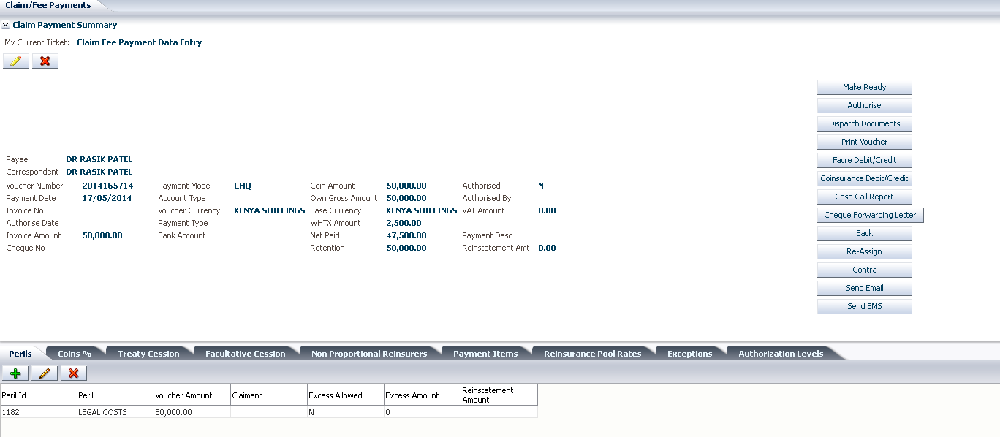 Claim/Fee Payments
Claim Payment Summary
My Current Ticket: Claim Fee Payment Data Entry
Make Ready
Authorise
Dispatch Documents
Print Voucher
Facre Debit/Credit
Coinsurance Debit/Credit
Cash Call Report
Cheque Forwarding Letter
Back
Re-Assign
Contra
Send Email
Send SMS
Payee DR RASIK PATEL
Correspondent DR RASIK PATEL
Voucher Number 2014165714 Payment Mode CHQ Coin Amount 50,000.00 Authorised N
Payment Date 17/05/2014 Account Type Own Gross Amount 50,000.00 Authorised By
Invoice No. Voucher Currency KENYA SHILLINGS Base Currency KENYA SHILLINGS VAT Amount 0.00
Authorise Date Payment Type WHTX Amount 2,500.00
Invoice Amount 50,000.00 Bank Account Net Paid 47,500.00 Payment Desc
Cheque No Retention 50,000.00 Reinstatement Amt 0.00
Perils Coins % Treaty Cession Facultative Cession Non Proportional Reinsurers Payment Items Reinsurance Pool Rates Exceptions Authorization Levels
Peril Id Peril Voucher Amount Claimant Excess Allowed Excess Amount Reinstatement Amount
1182 LEGAL COSTS 50,000.00 N 0